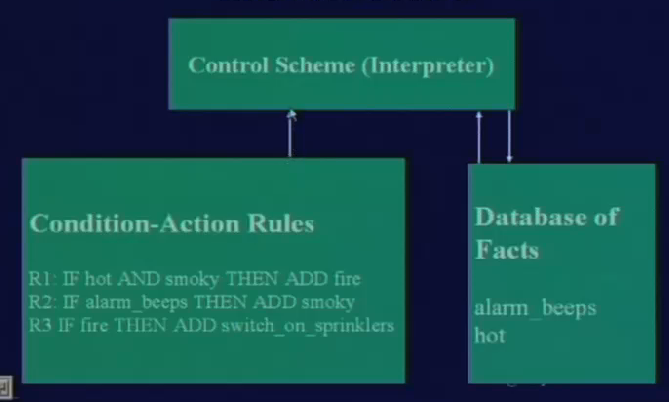 Control Scheme (Interpreter)
Condition-Action Rules
R1: IF hot AND smoky THEN ADD fire
R2: IF alarm_beeps THEN ADD smoky
R3 IF fire THEN ADD switch_on_sprinklers
Database of
Facts
alarm_beeps
hot